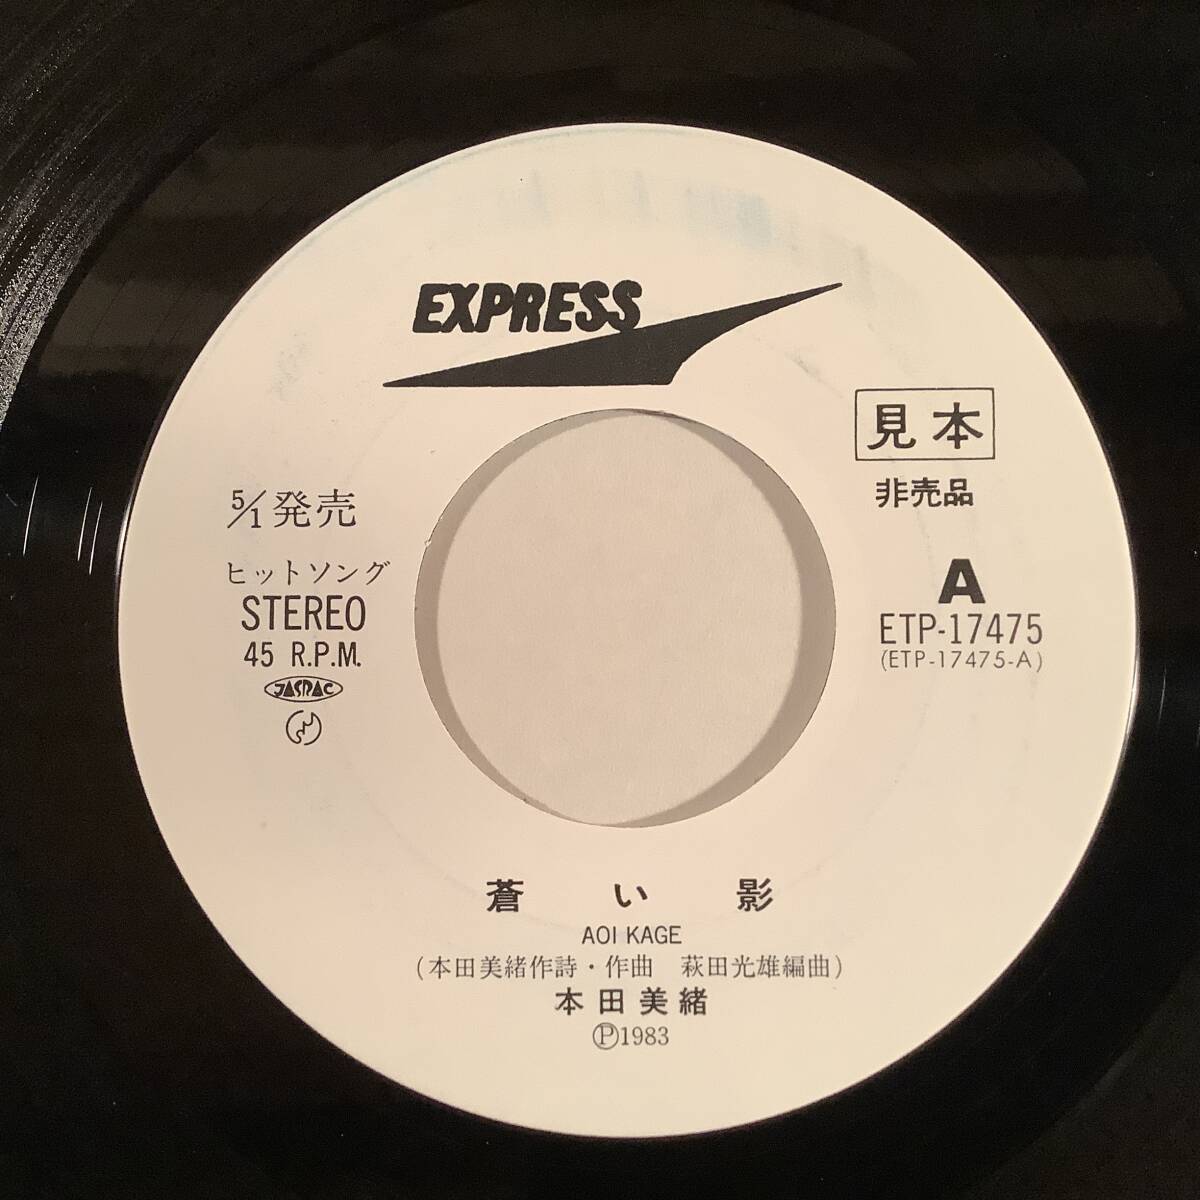 EXPRESS
見本
非売品
5/1発売
ヒットソング
STEREO
45 R.P.M.
JASRAC
A
ETP-17475
(ETP-17475-A)
蒼い影
AOI KAGE
(本田美緒作詩・作曲 萩田光雄編曲)
本田美緒
Ⓟ1983